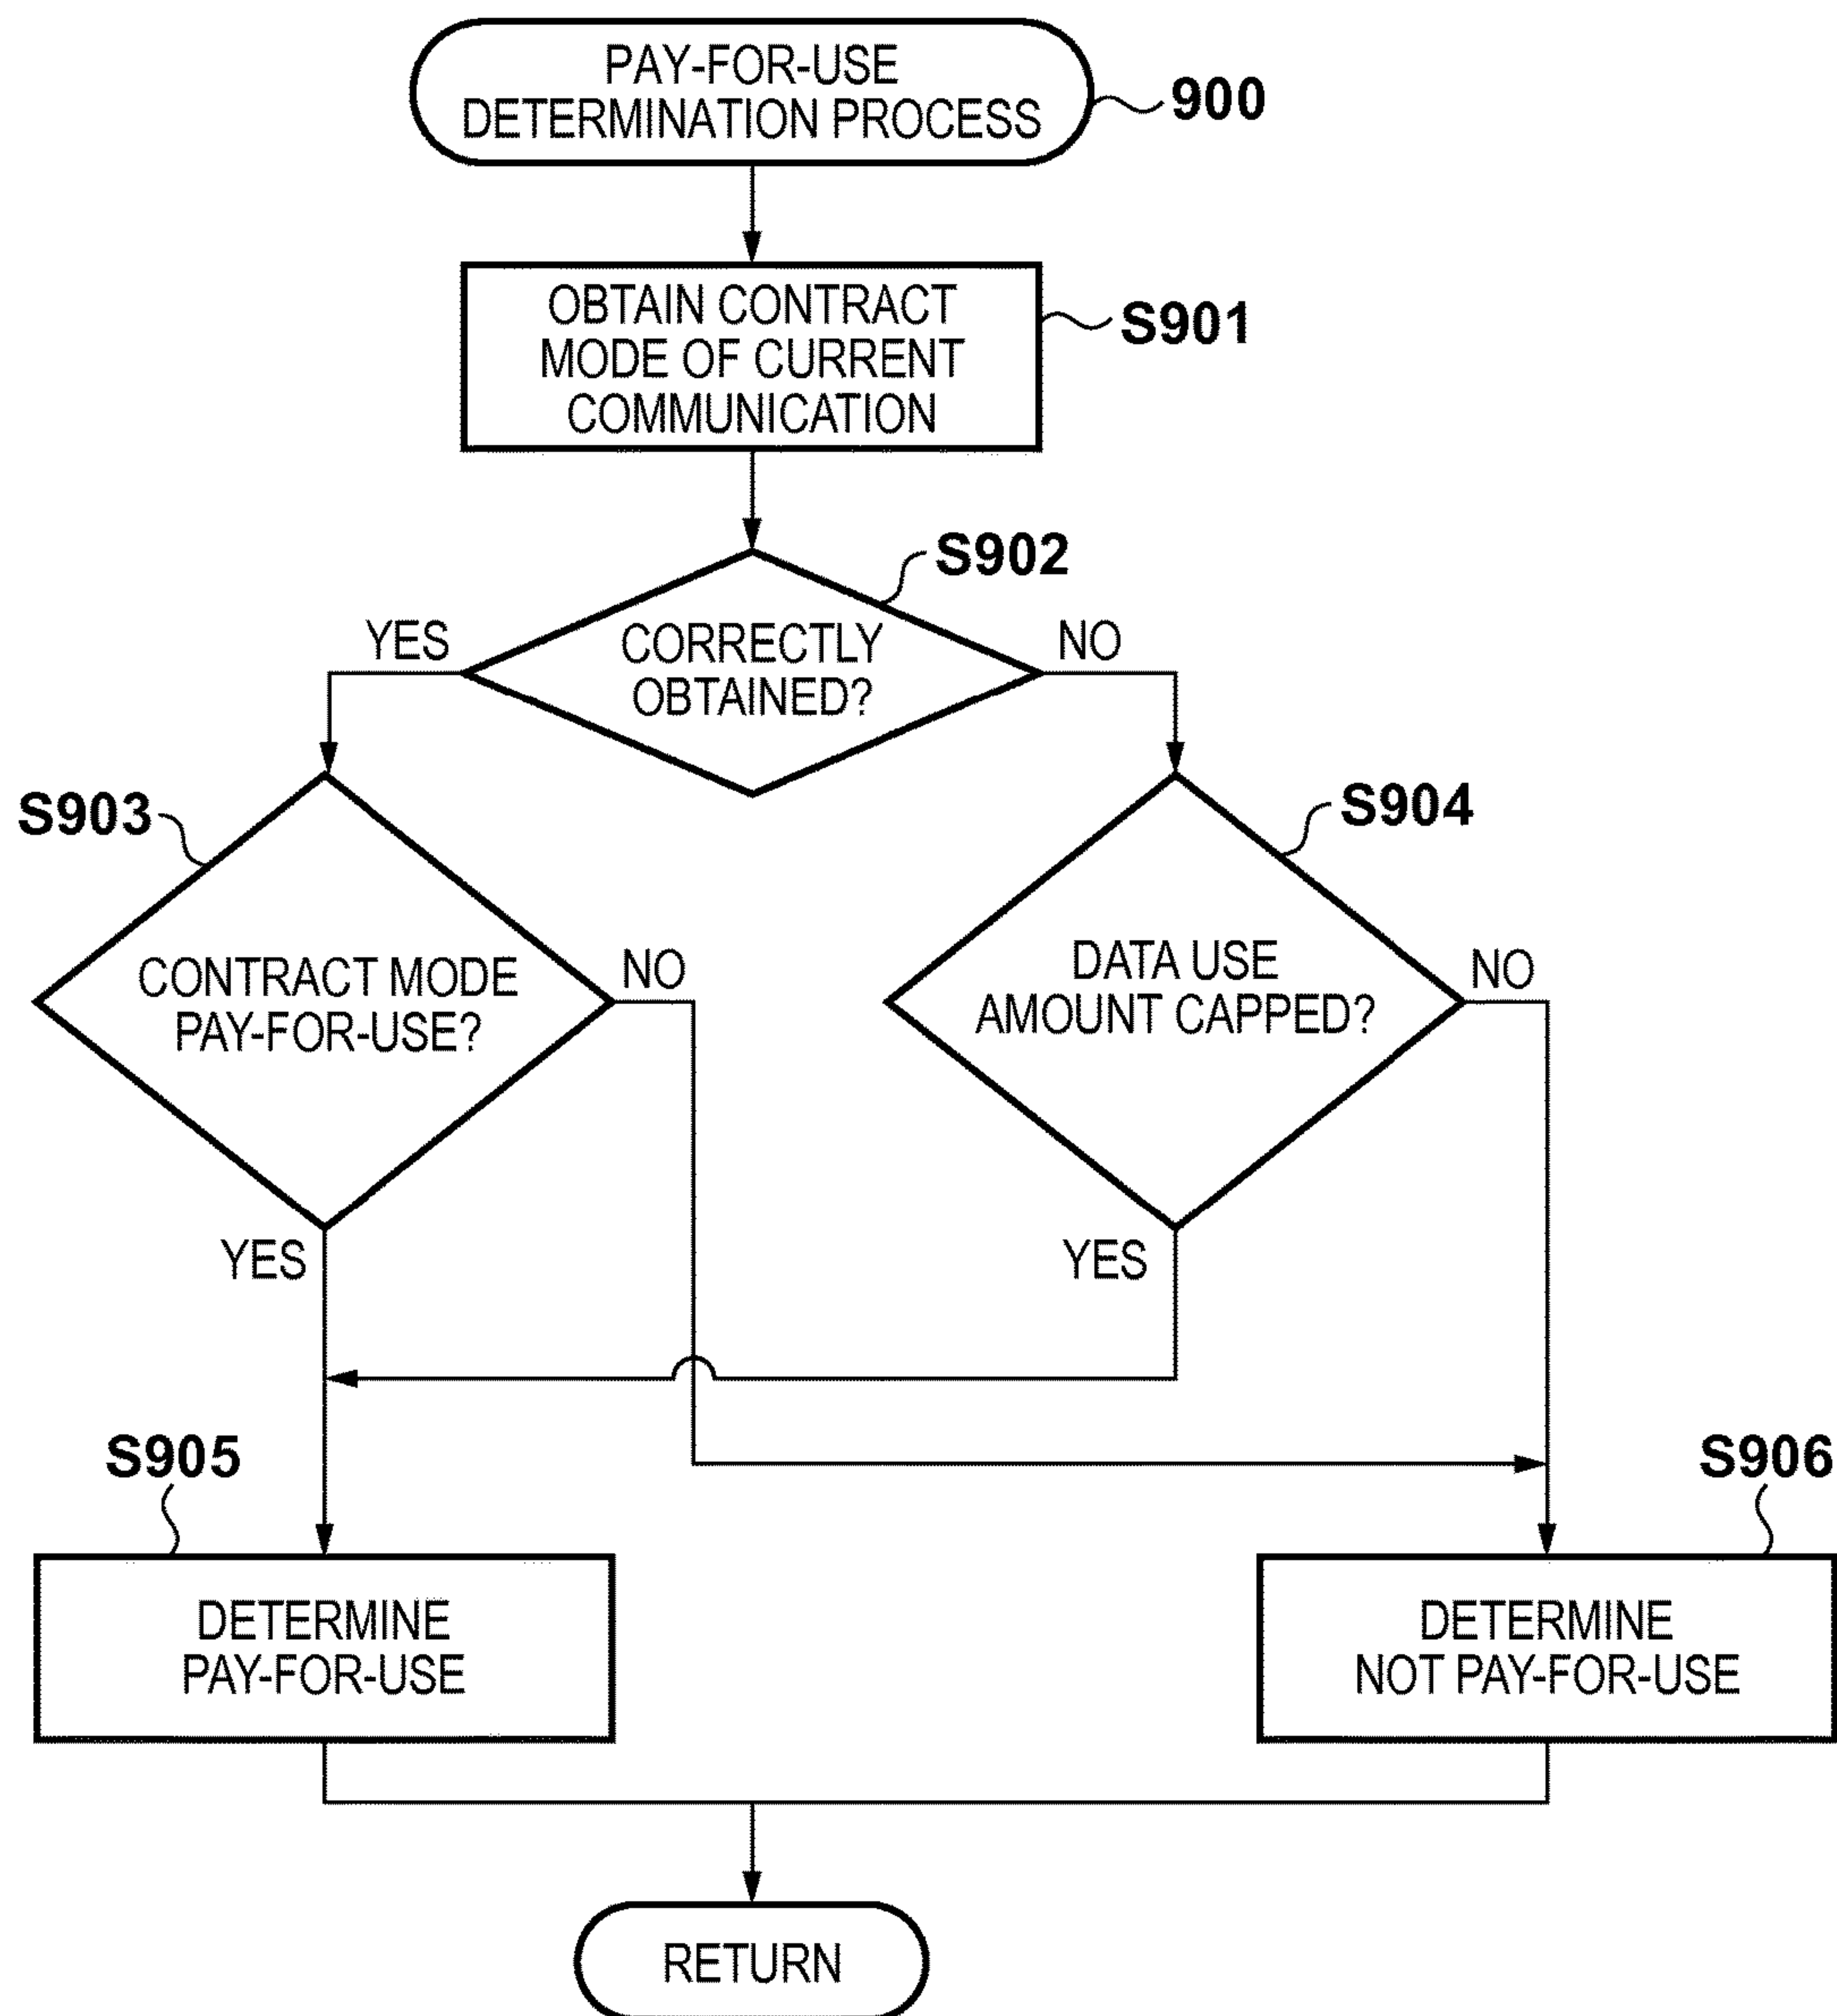 PAY-FOR-USE
DETERMINATION PROCESS
900
OBTAIN CONTRACT
MODE OF CURRENT
COMMUNICATION
S901
S902
YES
CORRECTLY
OBTAINED?
NO
S903
S904
CONTRACT MODE
PAY-FOR-USE?
NO
DATA USE
AMOUNT CAPPED?
NO
YES
YES
S905
S906
DETERMINE
PAY-FOR-USE
DETERMINE
NOT PAY-FOR-USE
RETURN